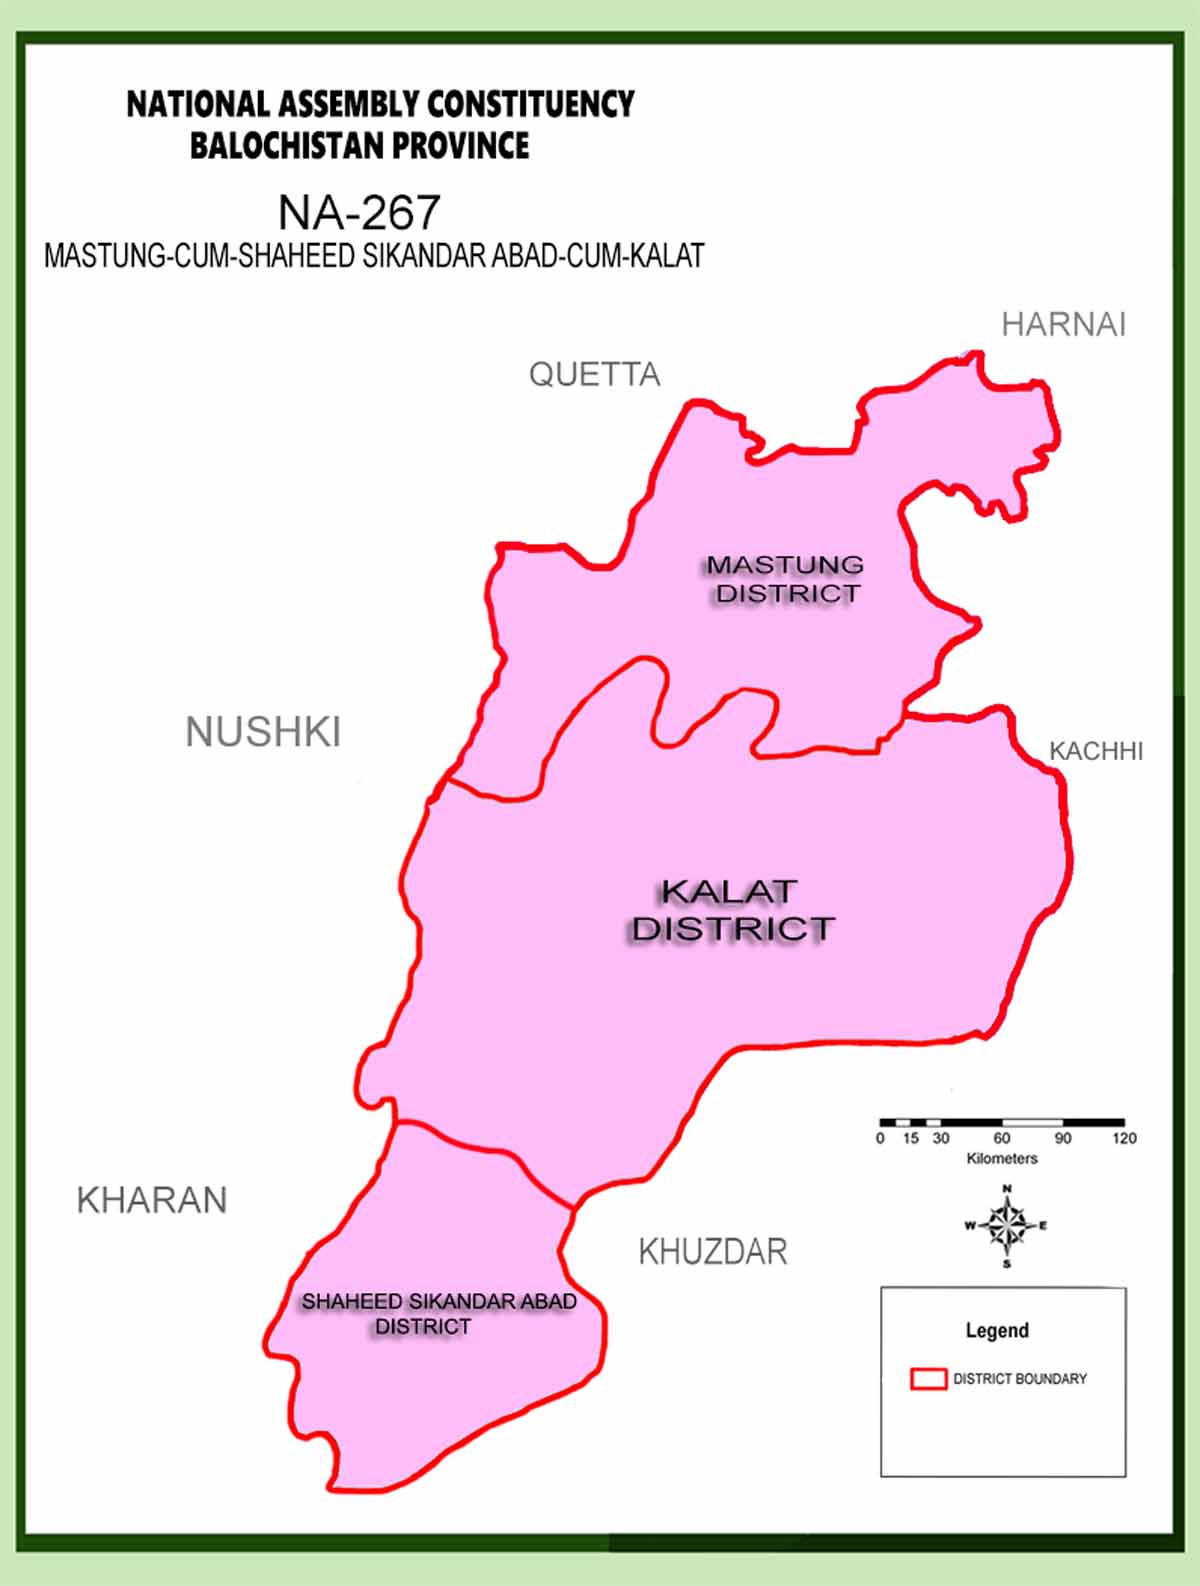 NATIONAL ASSEMBLY CONSTITUENCY
BALOCHISTAN PROVINCE
NA-267
MASTUNG-CUM-SHAHEED SIKANDAR ABAD-CUM-KALAT
HARNAI
QUETTA
MASTUNG
DISTRICT
NUSHKI
KACHHI
KALAT
DISTRICT
0 15 30 60 90 120
Kilometers
N
W E
S
KHARAN
KHUZDAR
SHAHEED SIKANDAR ABAD
DISTRICT
Legend
DISTRICT BOUNDARY